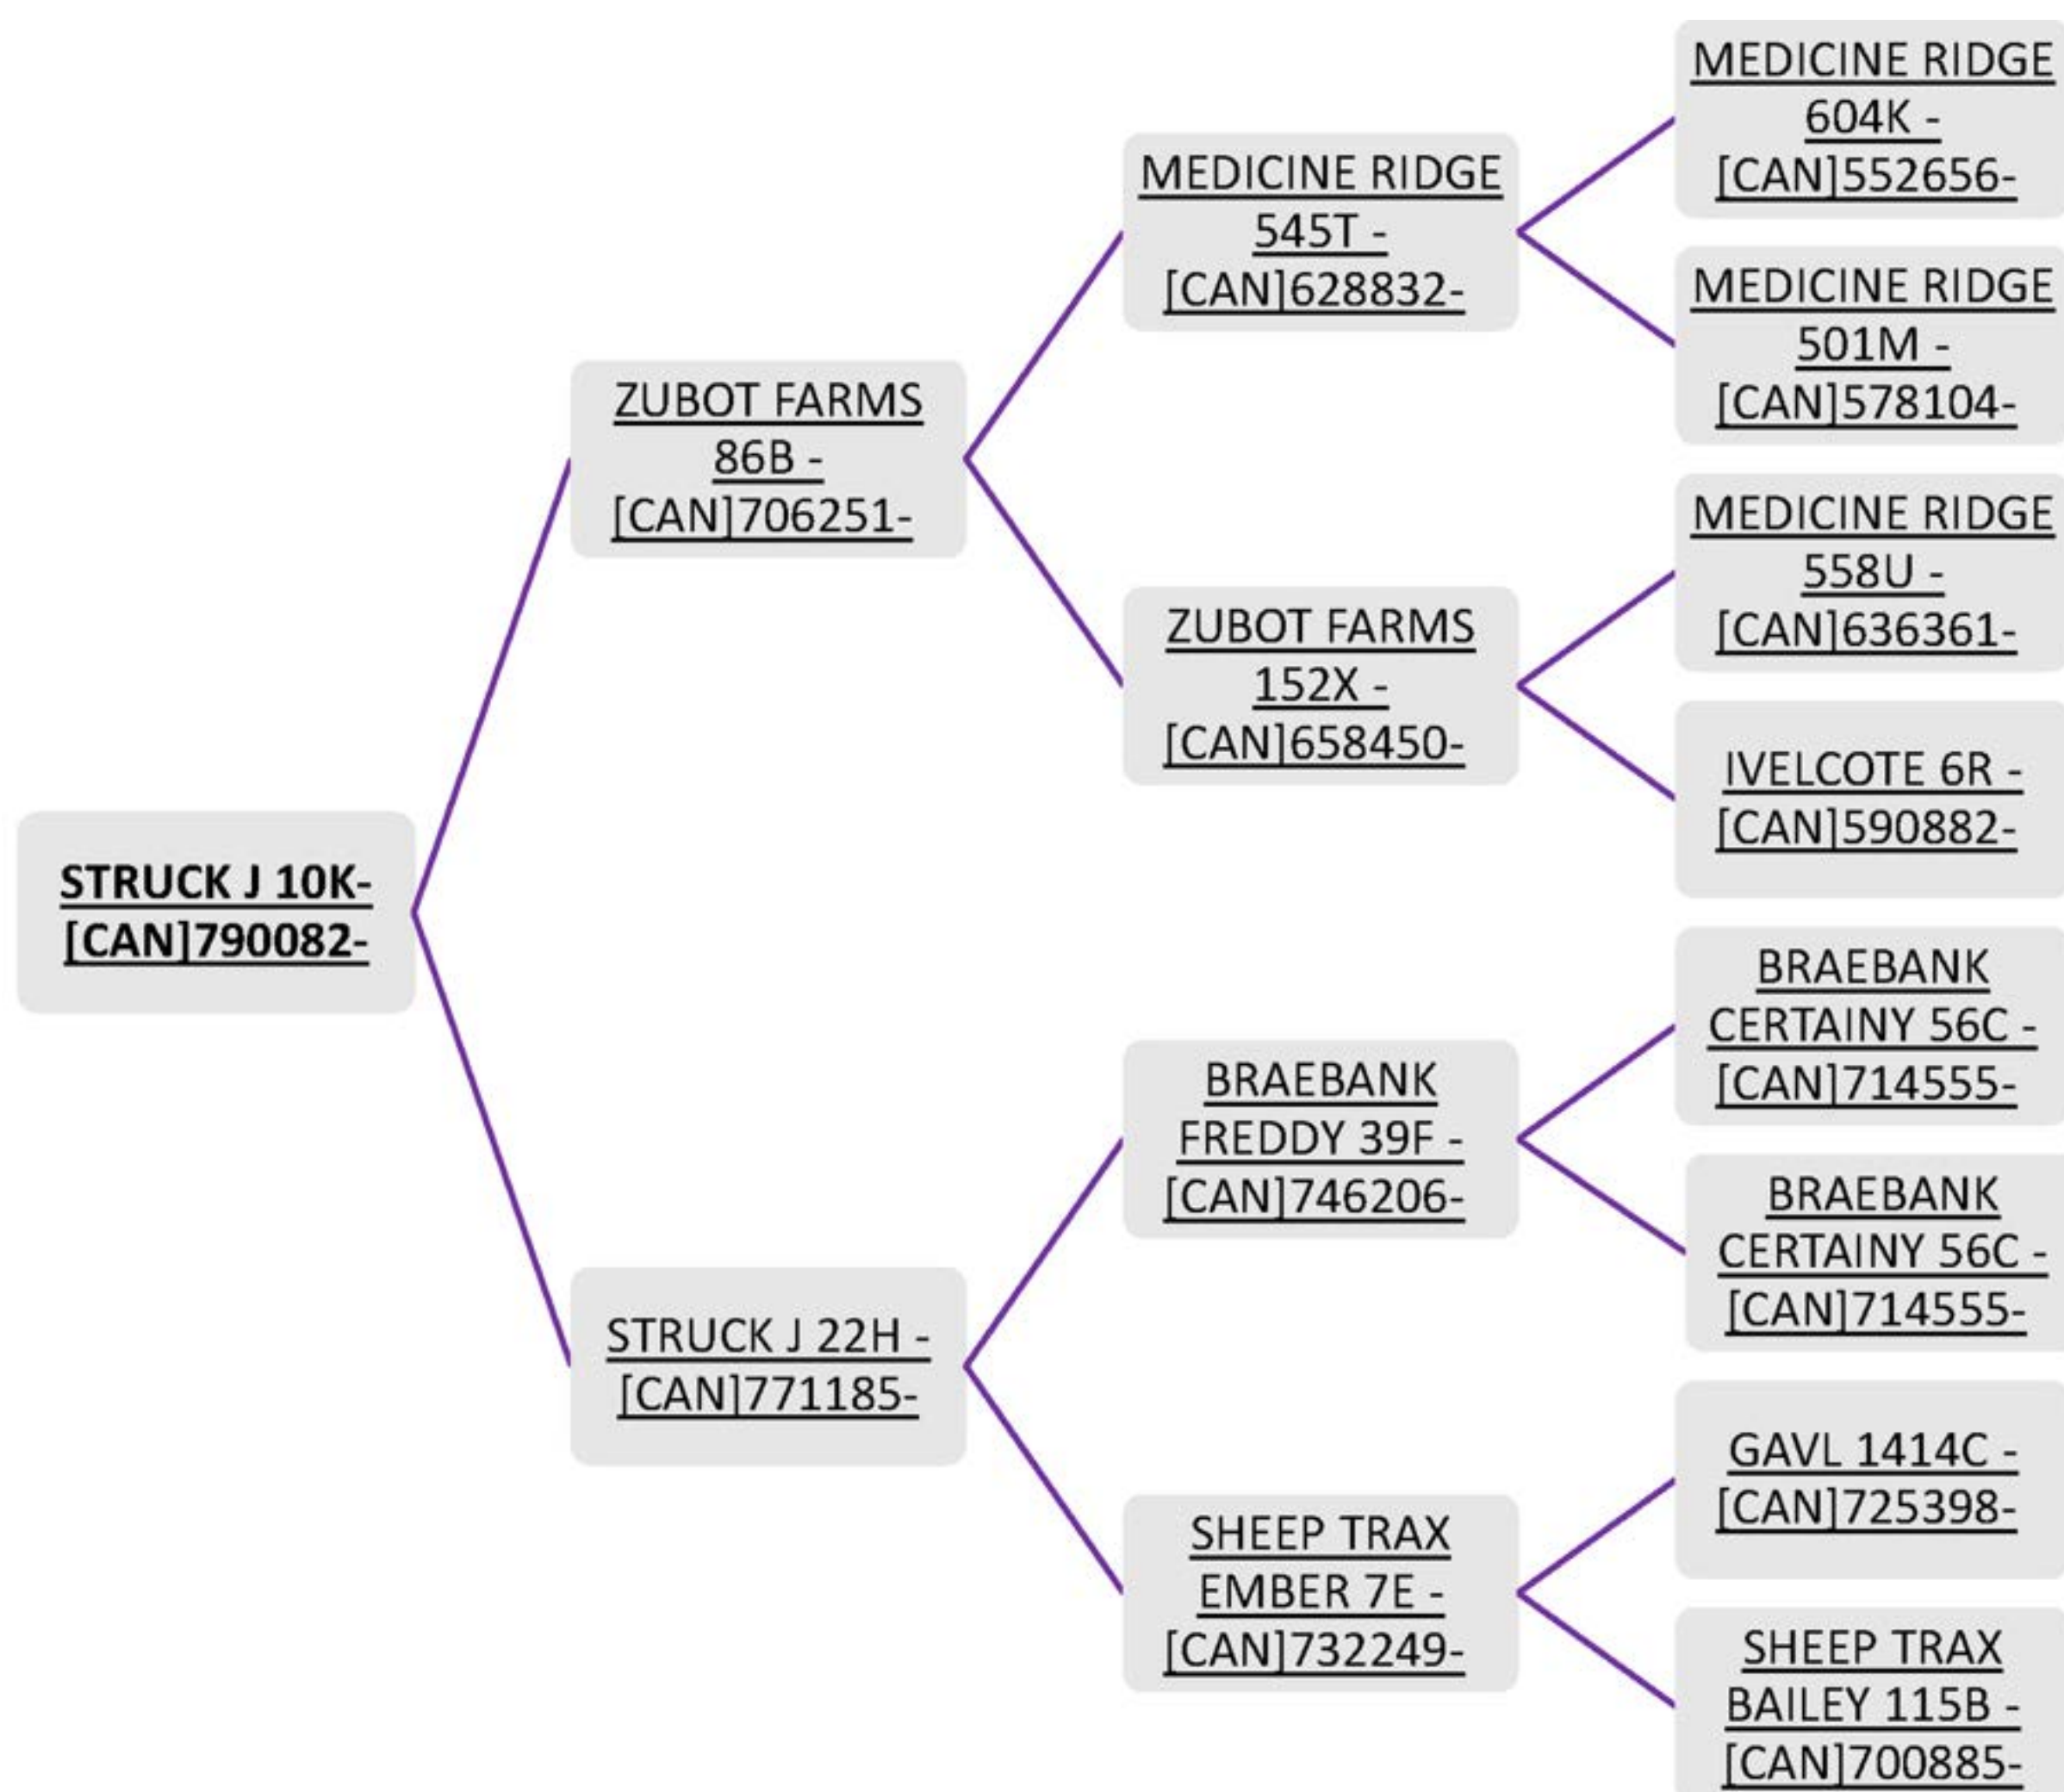 STRUCK J 10K-
[CAN]790082-
ZUBOT FARMS
86B -
[CAN]706251-
STRUCK J 22H -
[CAN]771185-
MEDICINE RIDGE
545T -
[CAN]628832-
ZUBOT FARMS
152X -
[CAN]658450-
BRAEBANK
FREDDY 39F -
[CAN]746206-
SHEEP TRAX
EMBER 7E -
[CAN]732249-
MEDICINE RIDGE
604K -
[CAN]552656-
MEDICINE RIDGE
501M -
[CAN]578104-
MEDICINE RIDGE
558U -
[CAN]636361-
IVELCOTE 6R -
[CAN]590882-
BRAEBANK
CERTAINY 56C -
[CAN]714555-
BRAEBANK
CERTAINY 56C -
[CAN]714555-
GAVL 1414C -
[CAN]725398-
SHEEP TRAX
BAILEY 115B -
[CAN]700885-